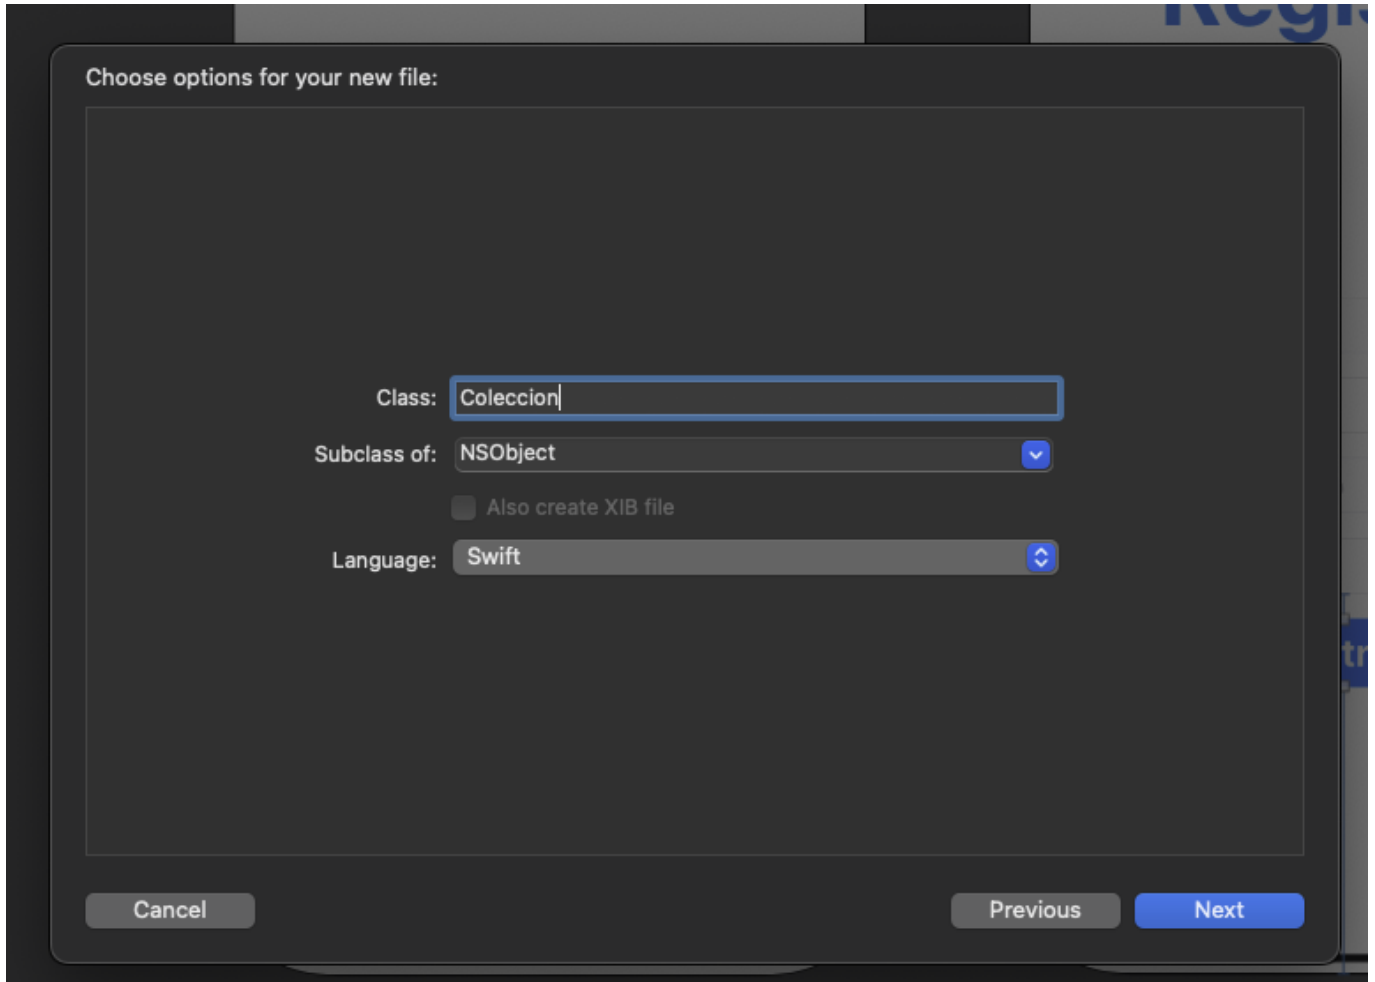 Choose options for your new file:
Class: Coleccion
Subclass of: NSObject
Also create XIB file
Language: Swift
Cancel Previous Next